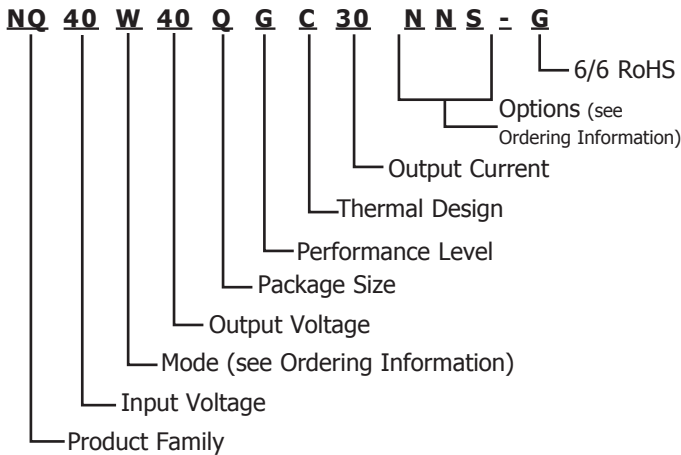 NQ 40 W 40 Q G C 30 N N S - G
6/6 RoHS
Options (see
Ordering Information)
Output Current
Thermal Design
Performance Level
Package Size
Output Voltage
Mode (see Ordering Information)
Input Voltage
Product Family